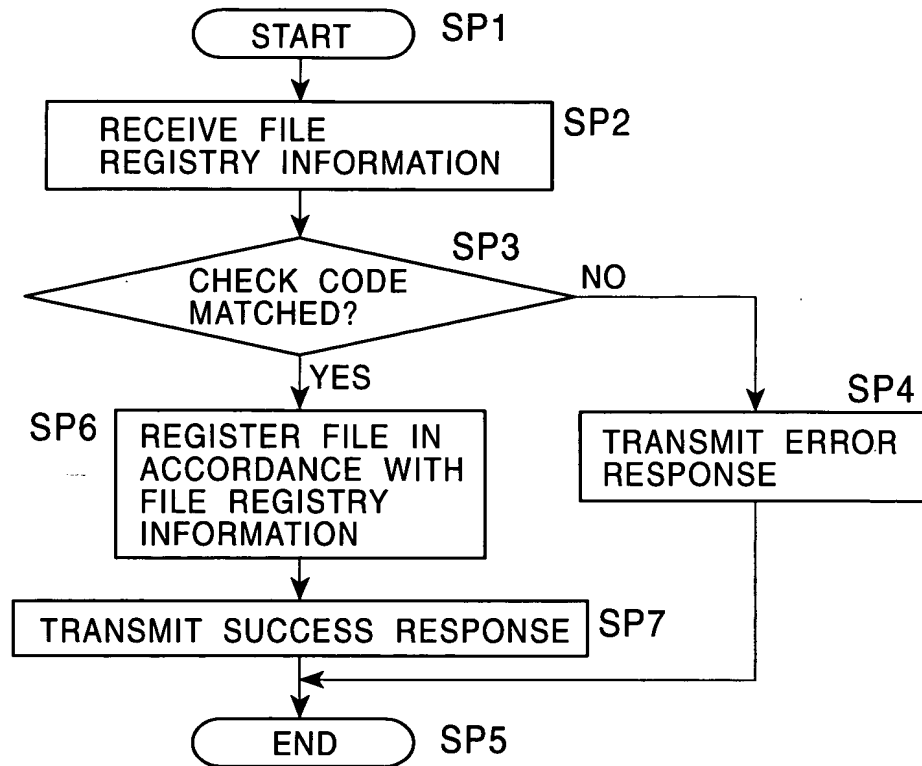 START
SP1
RECEIVE FILE
REGISTRY INFORMATION
SP2
SP3
CHECK CODE
MATCHED?
NO
YES
SP4
SP6
REGISTER FILE IN
ACCORDANCE WITH
FILE REGISTRY
INFORMATION
TRANSMIT ERROR
RESPONSE
TRANSMIT SUCCESS RESPONSE
SP7
END
SP5